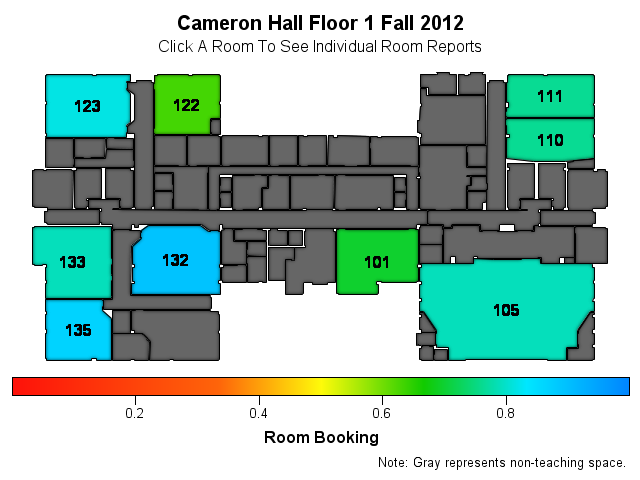 Cameron Hall Floor 1 Fall 2012
Click A Room To See Individual Room Reports
123
122
111
110
133
132
101
135
105
0.2 0.4 0.6 0.8
Room Booking
Note: Gray represents non-teaching space.